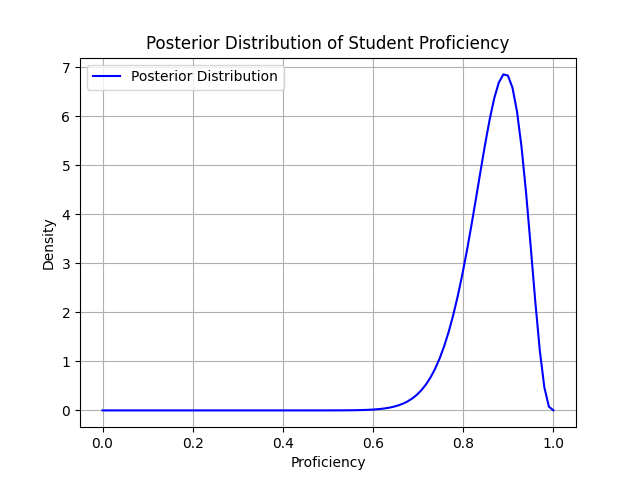 Posterior Distribution of Student Proficiency
Posterior Distribution
7
6
5
4
3
2
1
0
Density
0.0 0.2 0.4 0.6 0.8 1.0
Proficiency